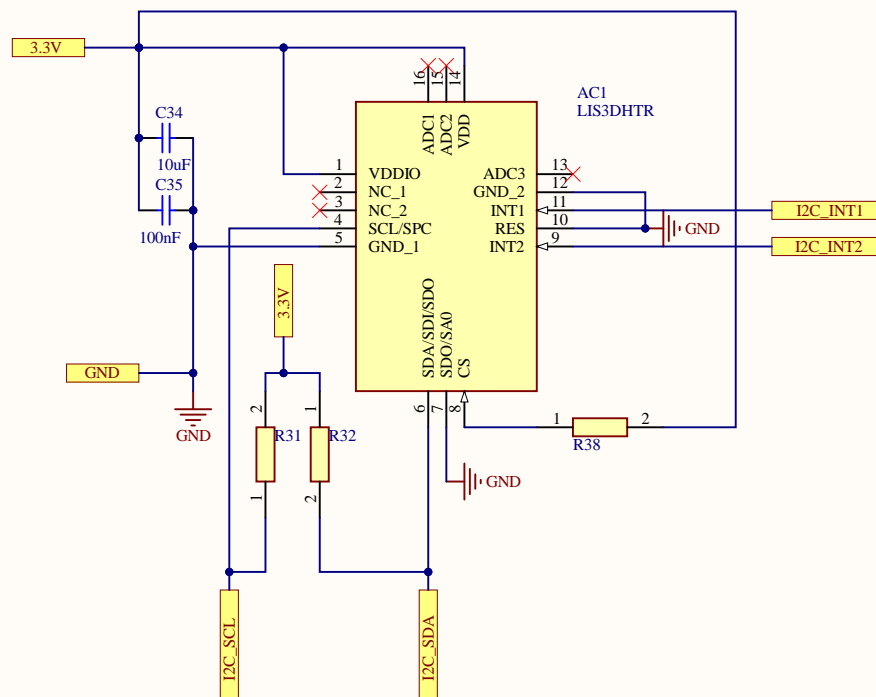 3.3V
C34
10uF
C35
100nF
16
15
14
ADC1
ADC2
VDD
AC1
LIS3DHTR
1
VDDIO
2
NC_1
3
NC_2
4
SCL/SPC
5
GND_1
ADC3
13
GND_2
12
INT1
11
RES
10
INT2
9
I2C_INT1
GND
I2C_INT2
SDA/SDI/SDO
SDO/SA0
CS
6
7
8
3.3V
GND
GND
2
R31
1
1
R32
2
1
R38
2
GND
I2C_SCL
I2C_SDA